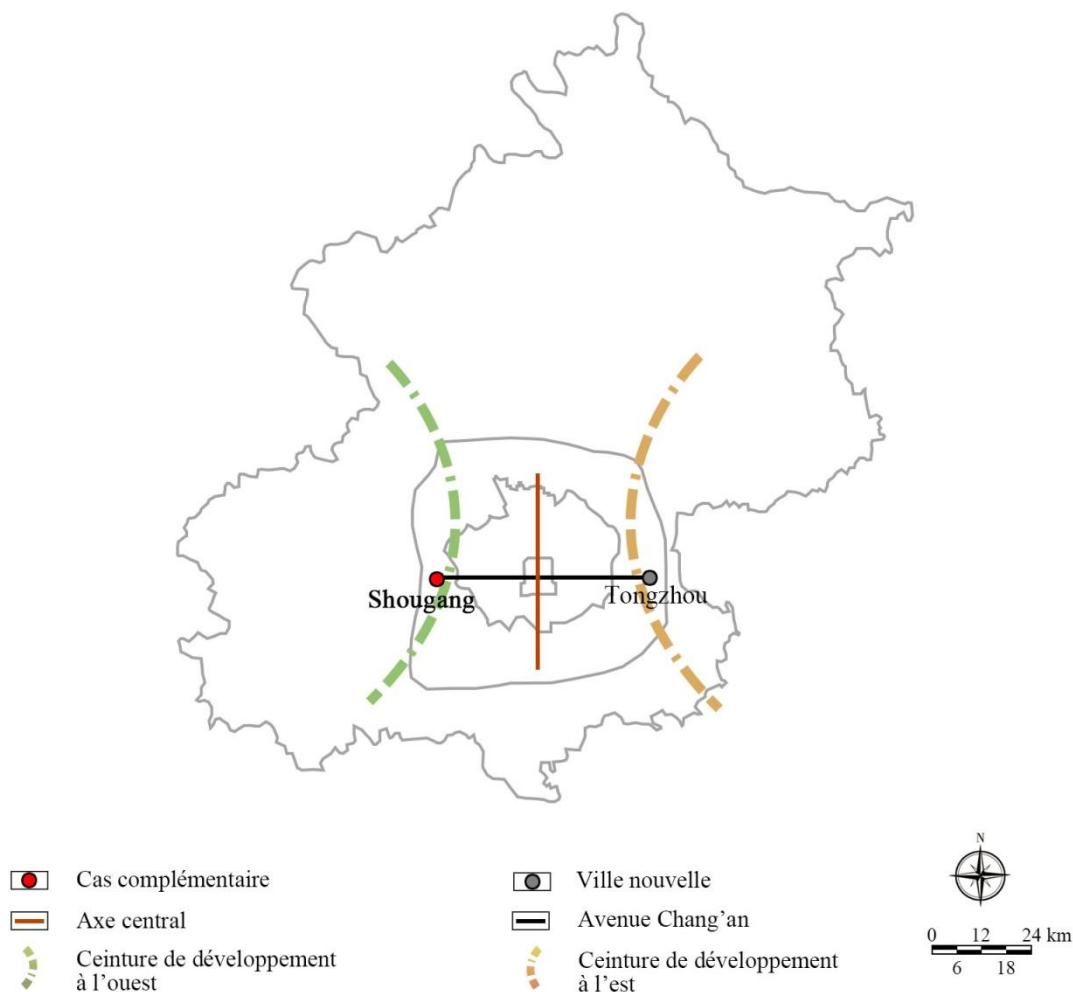 Shougang
Tongzhou
Cas complémentaire
Axe central
Ceinture de développement
à l’ouest
Ville nouvelle
Avenue Chang’an
Ceinture de développement
à l’est
N
0 12 24 km
6 18